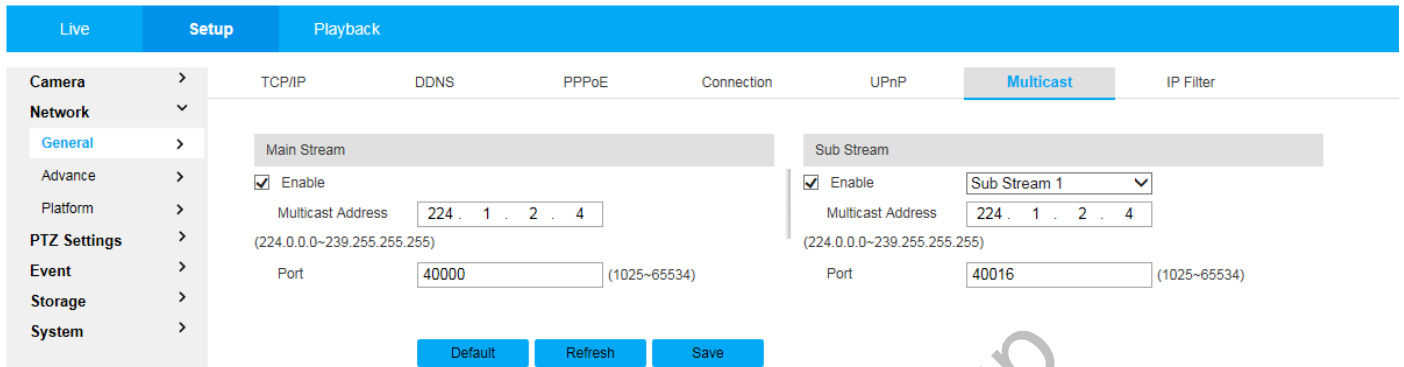 Live Setup Playback
Camera > TCP/IP DDNS PPPoE Connection UPnP Multicast IP Filter
Network
General >
Main Stream Sub Stream
Advance >
Enable Enable Sub Stream 1
Platform >
Multicast Address 224 . 1 . 2 . 4 Multicast Address 224 . 1 . 2 . 4
PTZ Settings >
(224.0.0.0~239.255.255.255) (224.0.0.0~239.255.255.255)
Event >
Port 40000 (1025~65534) Port 40016 (1025~65534)
Storage >
System >
Default Refresh Save